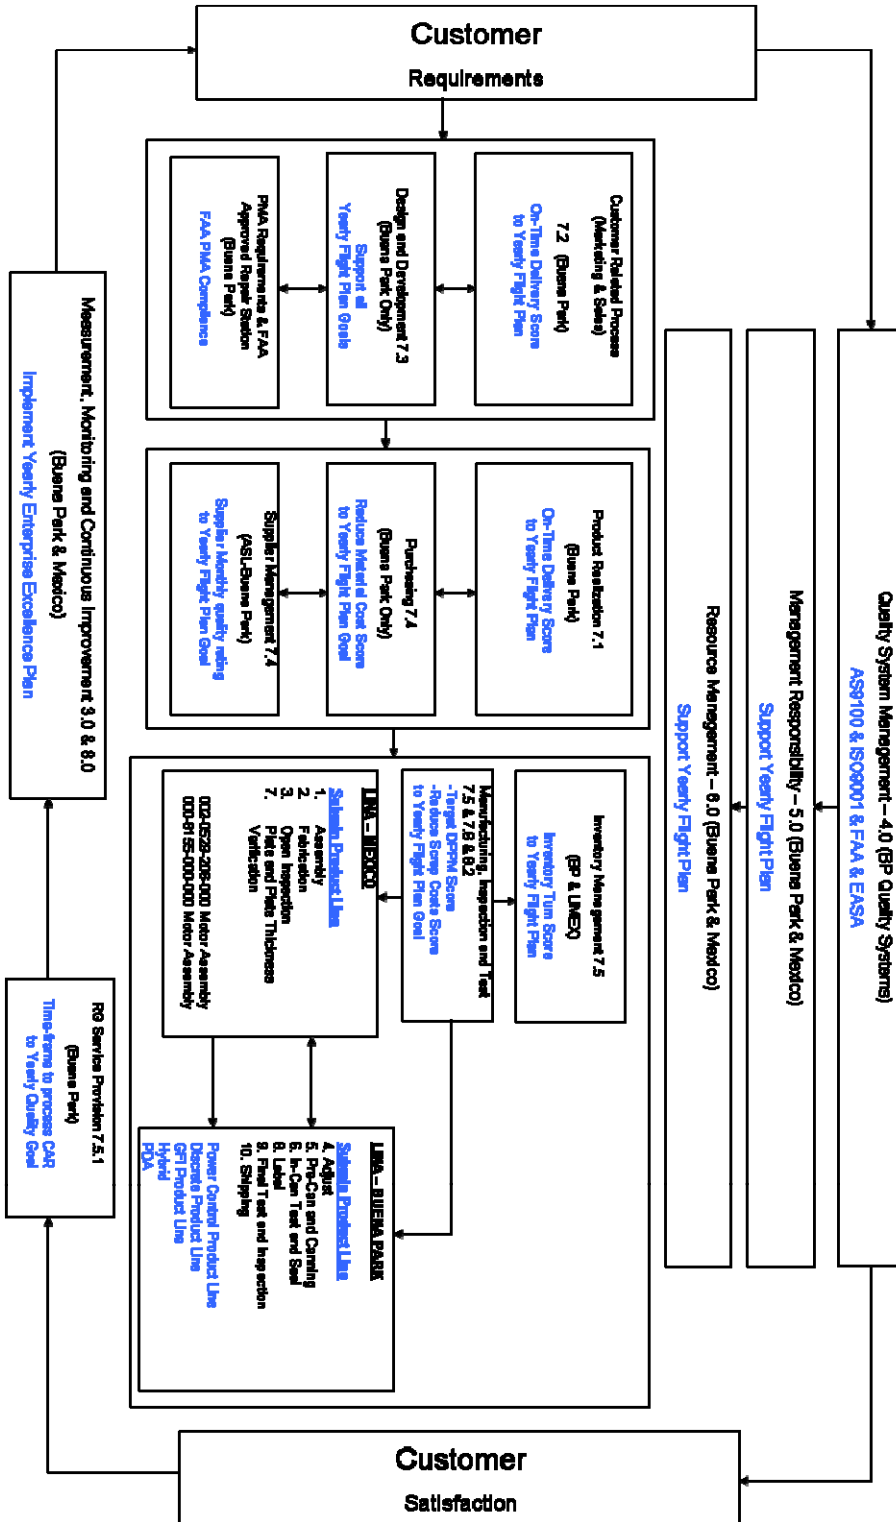 Customer
Requirements
Quality System Management – 4.0 (BP Quality Systems)
AS9100 & ISO9001 & FAA & EASA
Management Responsibility – 5.0 (Buena Park & Mexico)
Support Yearly Flight Plan
Resource Management – 6.0 (Buena Park & Mexico)
Support Yearly Flight Plan
Customer Related Process
(Marketing & Sales)
7.2 (Buena Park)
On-Time Delivery Score
to Yearly Flight Plan
Design and Development 7.3
(Buena Park Only)
Support all
Yearly Flight Plan Goals
PMA Requirements & FAA
Approved Repair Station
(Buena Park)
FAA PMA Compliance
Product Realization 7.1
(Buena Park)
On-Time Delivery Score
to Yearly Flight Plan
Purchasing 7.4
(Buena Park Only)
Reduce Material Cost Score
to Yearly Flight Plan Goal
Supplier Management 7.4
(ASL-Buena Park)
Supplier Monthly quality rating
to Yearly Flight Plan Goal
Inventory Management 7.5
(BP & LIMEX)
Inventory Turn Score
to Yearly Flight Plan
Manufacturing, Inspection and Test
7.5 & 7.6 & 8.2
-Target DPPM Score
-Reduce Scrap Costs Score
to Yearly Flight Plan Goal
LINA – MEXICO
Submin Product Line
1. Assembly
2. Fabrication
3. Open Inspection
7. Plate and Plate Thickness
Verification
002-0528-206-000 Motor Assembly
000-8155-000-000 Motor Assembly
LINA – BUENA PARK
Submin Product Line
4. Adjust
5. Pre-Can and Canning
6. In-Can Test and Seal
8. Label
9. Final Test and Inspection
10. Shipping
Power Control Product Line
Discrete Product Line
GFI Product Line
Hybrid
PDA
Measurement, Monitoring and Continuous Improvement 3.0 & 8.0
(Buena Park & Mexico)
Implement Yearly Enterprise Excellence Plan
RG Service Provision 7.5.1
(Buena Park)
Time-frame to process CAR
to Yearly Quality Goal
Customer
Satisfaction